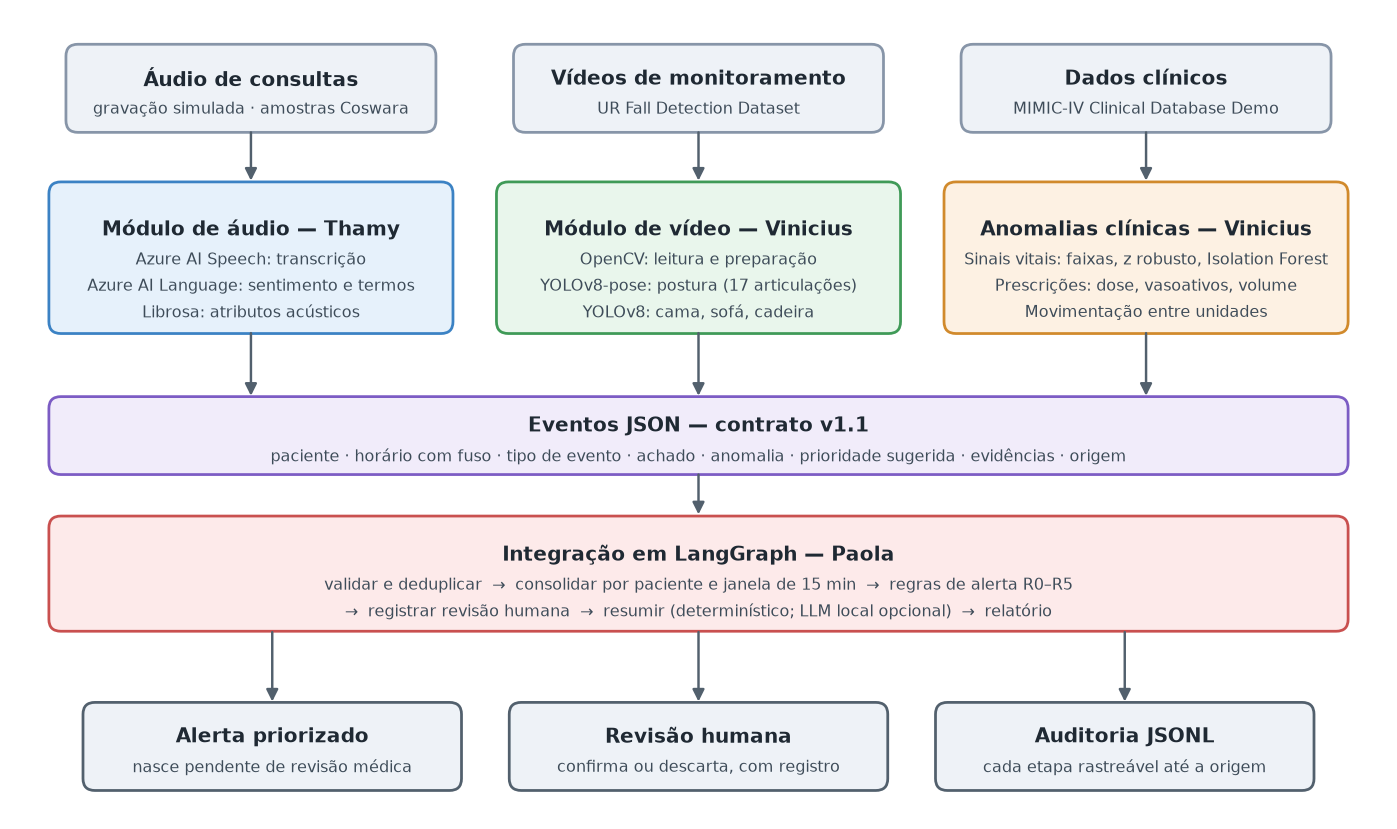 Áudio de consultas
gravação simulada · amostras Coswara
Vídeos de monitoramento
UR Fall Detection Dataset
Dados clínicos
MIMIC-IV Clinical Database Demo
Módulo de áudio — Thamy
Azure AI Speech: transcrição
Azure AI Language: sentimento e termos
Librosa: atributos acústicos
Módulo de vídeo — Vinicius
OpenCV: leitura e preparação
YOLOv8-pose: postura (17 articulações)
YOLOv8: cama, sofá, cadeira
Anomalias clínicas — Vinicius
Sinais vitais: faixas, z robusto, Isolation Forest
Prescrições: dose, vasoativos, volume
Movimentação entre unidades
Eventos JSON — contrato v1.1
paciente · horário com fuso · tipo de evento · achado · anomalia · prioridade sugerida · evidências · origem
Integração em LangGraph — Paola
validar e deduplicar → consolidar por paciente e janela de 15 min → regras de alerta R0–R5
→ registrar revisão humana → resumir (determinístico; LLM local opcional) → relatório
Alerta priorizado
nasce pendente de revisão médica
Revisão humana
confirma ou descarta, com registro
Auditoria JSONL
cada etapa rastreável até a origem